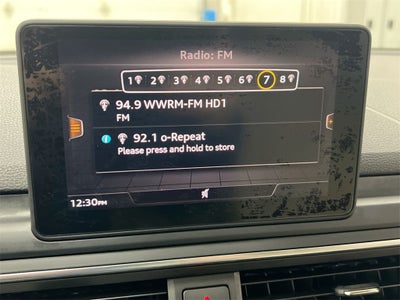 Radio: FM
1 2 3 4 5 6 7 8
94.9 WWRM-FM HD1
FM
i 92.1 o-Repeat
Please press and hold to store
12:30PM